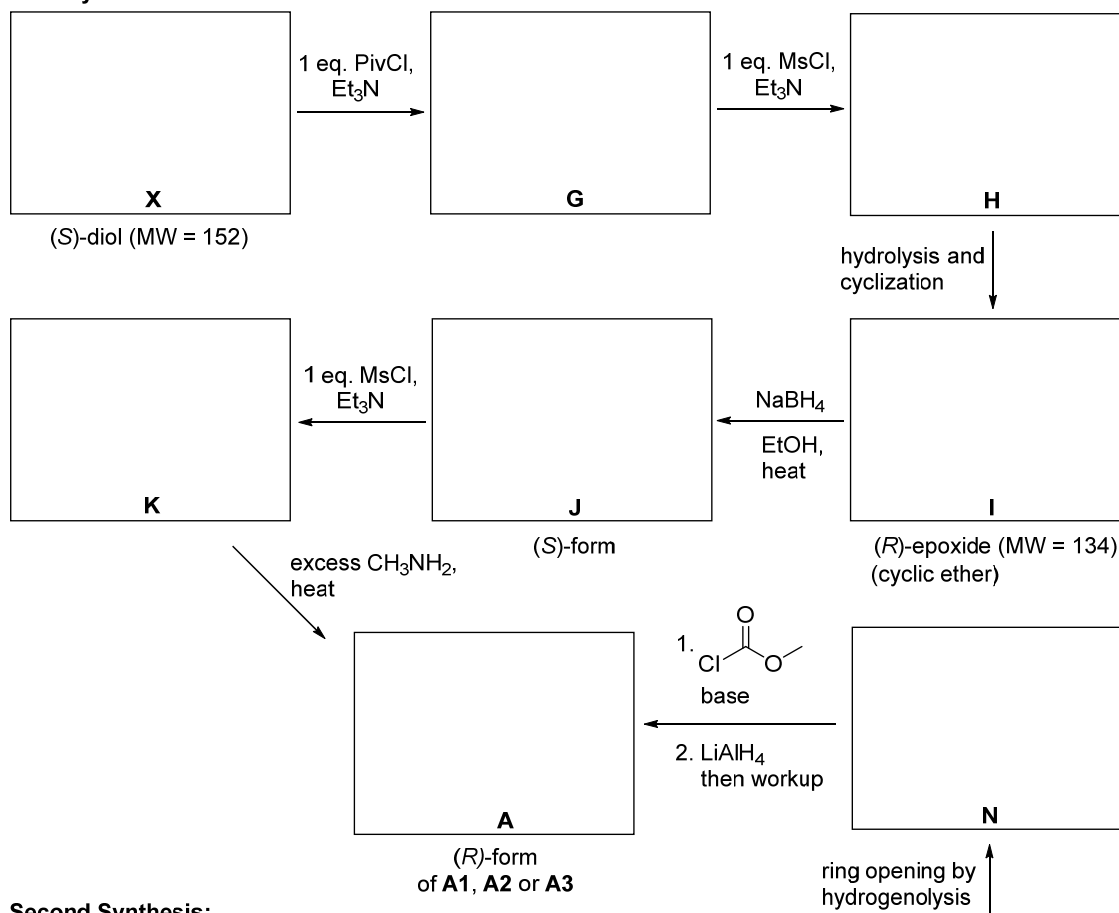 1 eq. PivCl,
Et₃N
1 eq. MsCl,
Et₃N
X
G
H
(S)-diol (MW = 152)
hydrolysis and
cyclization
1 eq. MsCl,
Et₃N
NaBH₄
EtOH,
heat
K
J
I
(S)-form
(R)-epoxide (MW = 134)
(cyclic ether)
excess CH₃NH₂,
heat
1.
O
Cl
O
base
2. LiAlH₄
then workup
A
N
(R)-form
of A1, A2 or A3
ring opening by
hydrogenolysis
Second Synthesis: